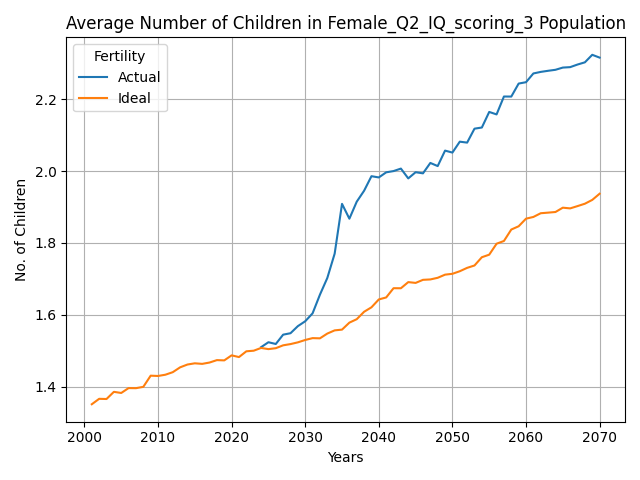 Average Number of Children in Female_Q2_IQ_scoring_3 Population
Fertility
Actual
Ideal
No. of Children
2.2
2.0
1.8
1.6
1.4
2000 2010 2020 2030 2040 2050 2060 2070
Years